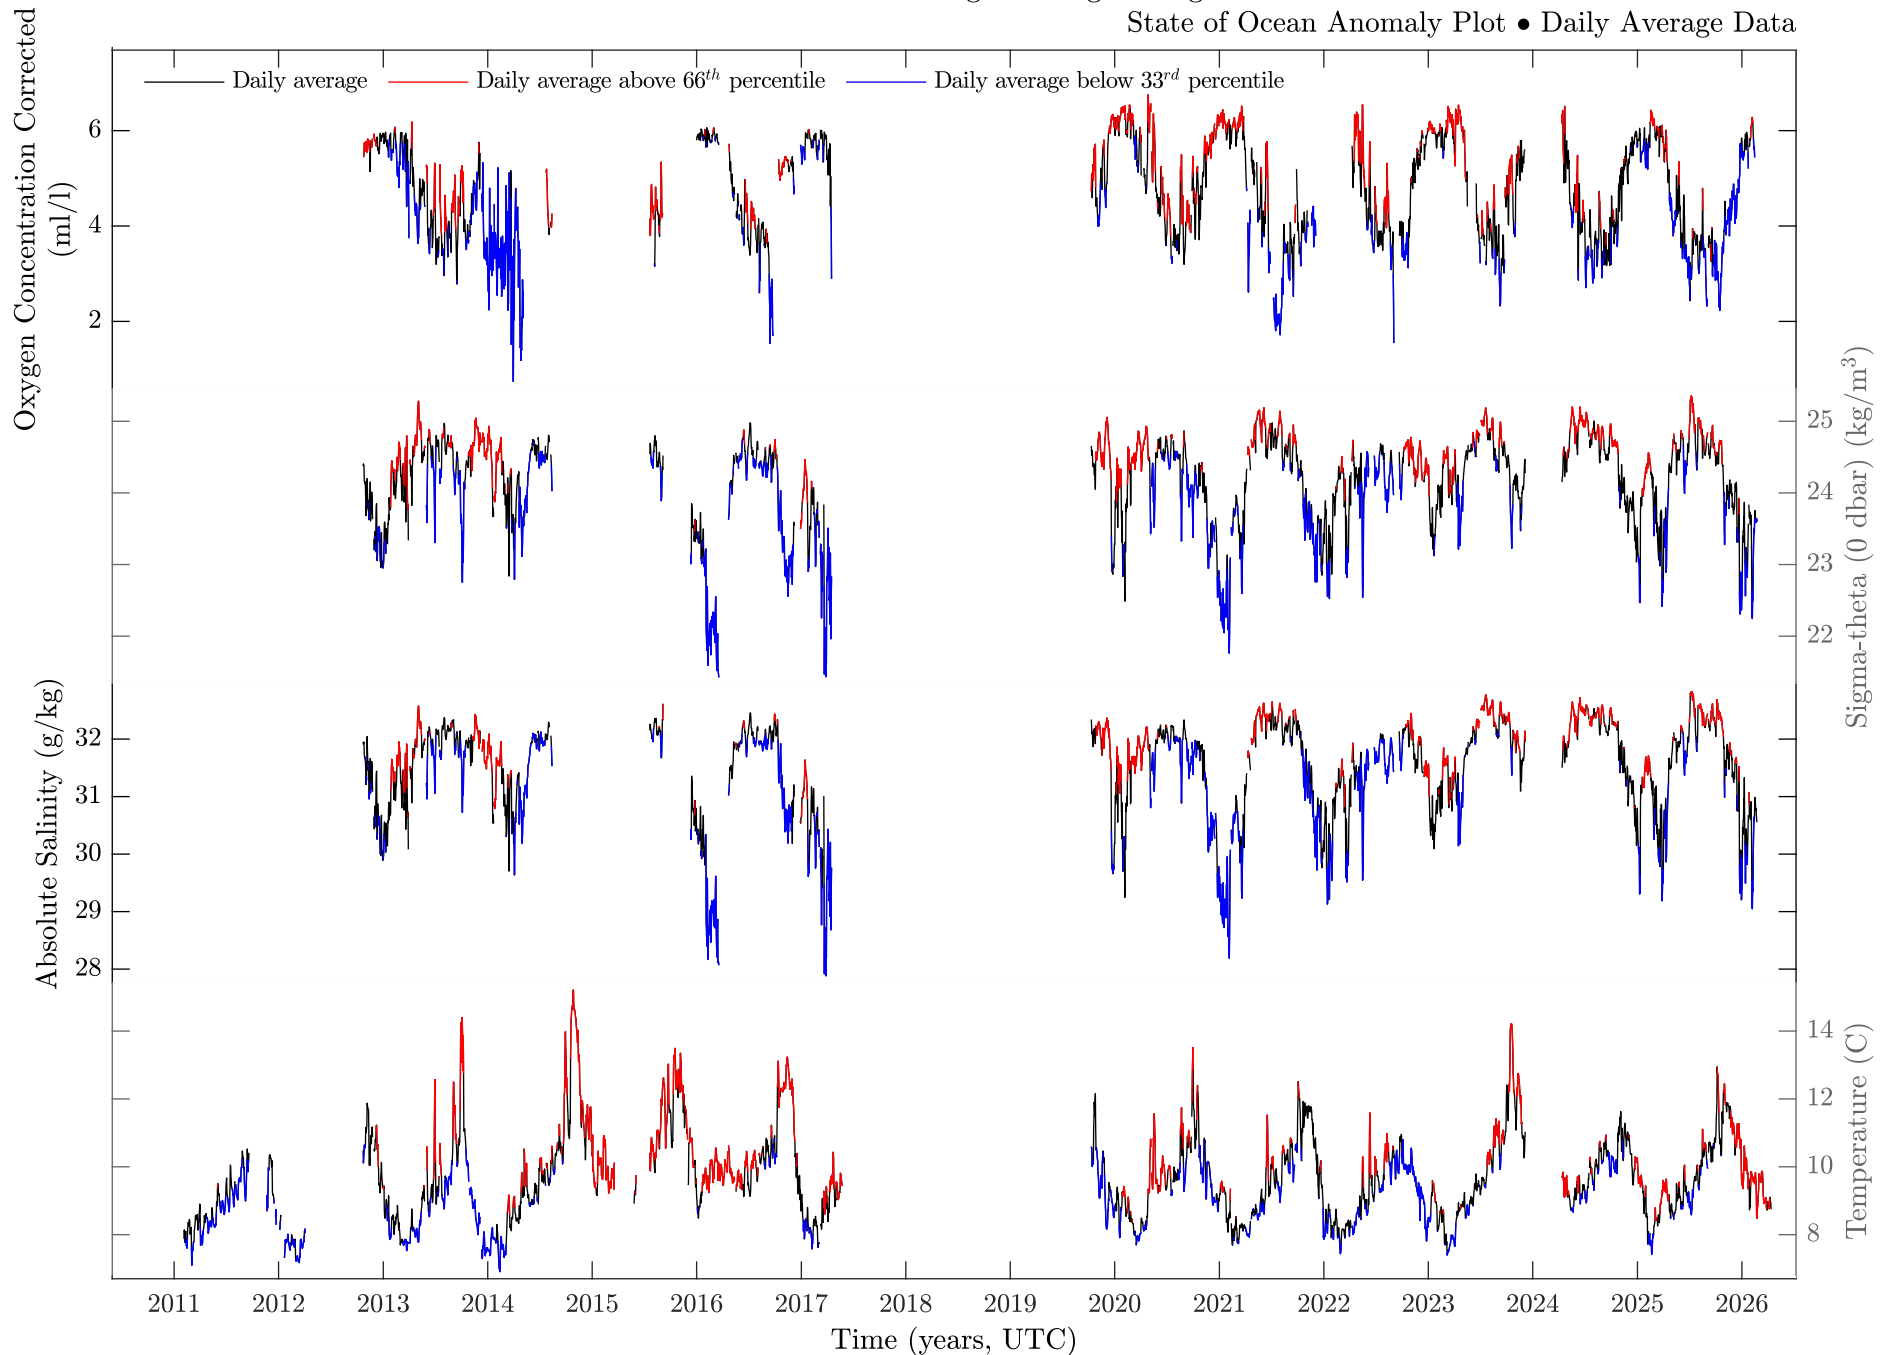 State of Ocean Anomaly Plot • Daily Average Data
Daily average
Daily average above 66th percentile
Daily average below 33rd percentile
Oxygen Concentration Corrected
(ml/l)
6
4
2
Sigma-theta (0 dbar) (kg/m3)
25
24
23
22
Absolute Salinity (g/kg)
32
31
30
29
28
Temperature (C)
14
12
10
8
2011 2012 2013 2014 2015 2016 2017 2018 2019 2020 2021 2022 2023 2024 2025 2026
Time (years, UTC)